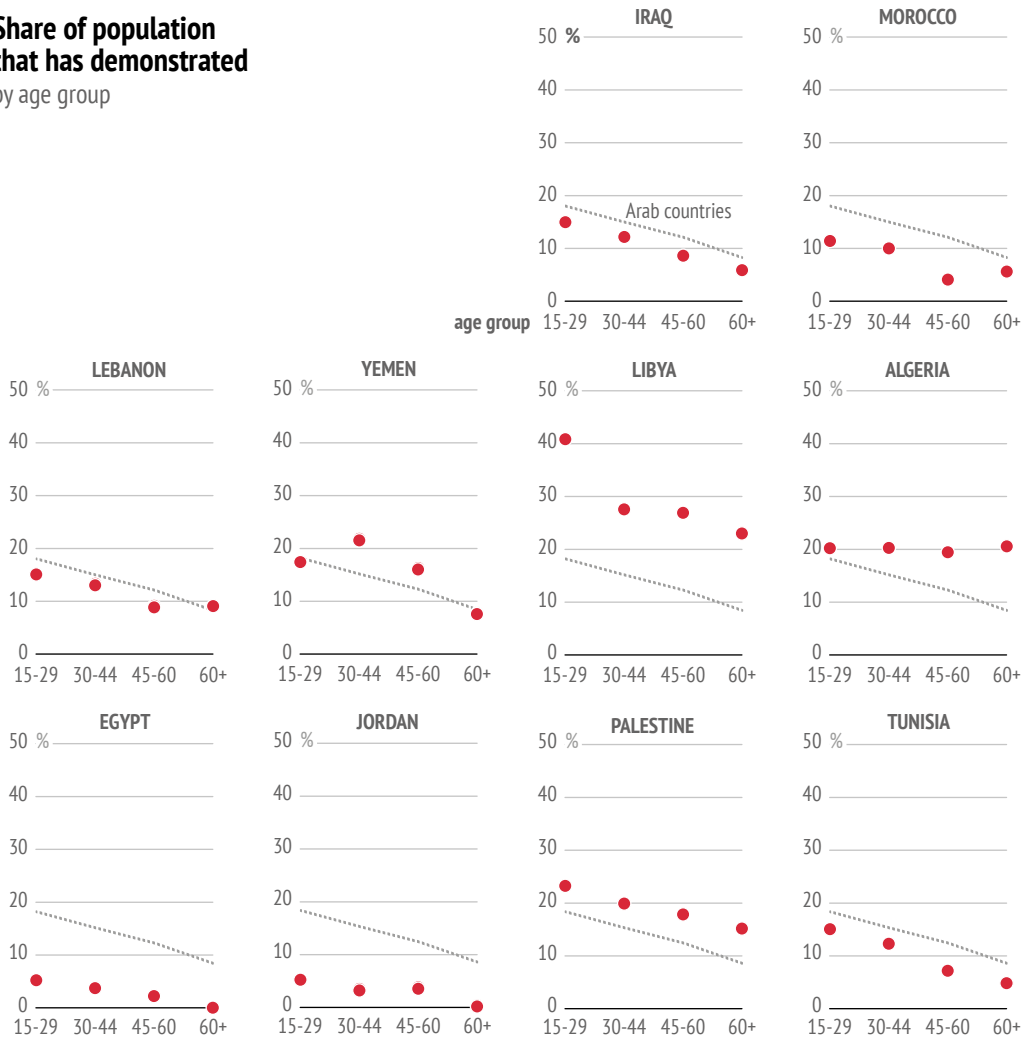 Share of population
that has demonstrated
by age group
IRAQ
50 %
40
30
20
10
0
Arab countries
age group 15-29 30-44 45-60 60+
MOROCCO
50 %
40
30
20
10
0
15-29 30-44 45-60 60+
LEBANON
50 %
40
30
20
10
0
15-29 30-44 45-60 60+
YEMEN
50 %
40
30
20
10
0
15-29 30-44 45-60 60+
LIBYA
50 %
40
30
20
10
0
15-29 30-44 45-60 60+
ALGERIA
50 %
40
30
20
10
0
15-29 30-44 45-60 60+
EGYPT
50 %
40
30
20
10
0
15-29 30-44 45-60 60+
JORDAN
50 %
40
30
20
10
0
15-29 30-44 45-60 60+
PALESTINE
50 %
40
30
20
10
0
15-29 30-44 45-60 60+
TUNISIA
50 %
40
30
20
10
0
15-29 30-44 45-60 60+